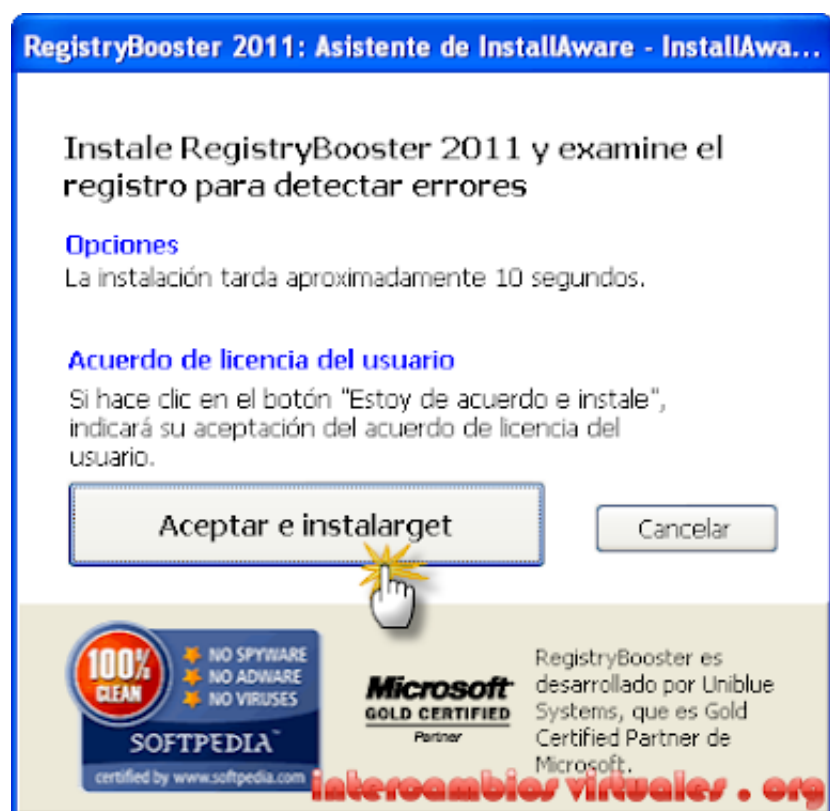 RegistryBooster 2011: Asistente de InstallAware - InstallAwa...
Instale RegistryBooster 2011 y examine el
registro para detectar errores
Opciones
La instalación tarda aproximadamente 10 segundos.
Acuerdo de licencia del usuario
Si hace clic en el botón "Estoy de acuerdo e instale",
indicará su aceptación del acuerdo de licencia del
usuario.
Aceptar e instalarget
Cancelar
100%
CLEAN
NO SPYWARE
NO ADWARE
NO VIRUSES
SOFTPEDIA
certified by www.softpedia.com
Microsoft
GOLD CERTIFIED
Partner
RegistryBooster es
desarrollado por Uniblue
Systems, que es Gold
Certified Partner de
Microsoft.
intercambios virtuales . org